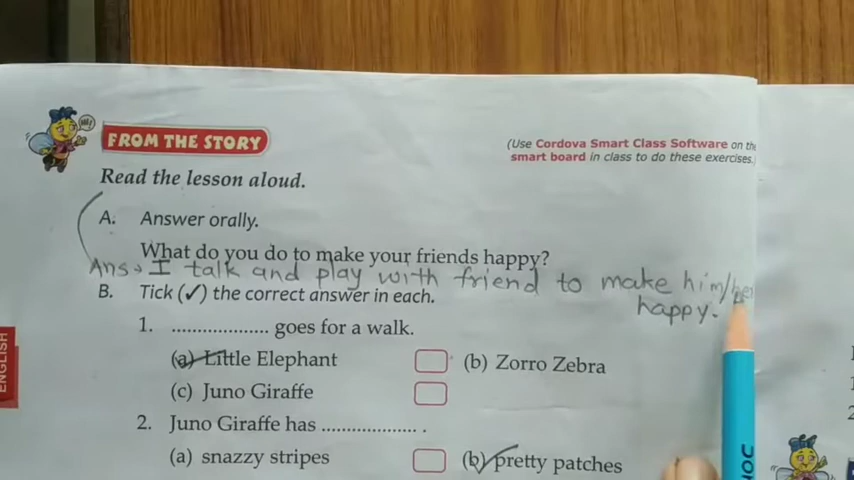 FROM THE STORY
(Use Cordova Smart Class Software on the
smart board in class to do these exercises.
Read the lesson aloud.
A. Answer orally.
What do you do to make your friends happy?
Ans → I talk and play with friend to make him/her
happy.
B. Tick (✓) the correct answer in each.
1. ................... goes for a walk.
(a) Little Elephant (b) Zorro Zebra
(c) Juno Giraffe
2. Juno Giraffe has ................... .
(a) snazzy stripes (b) pretty patches
ENGLISH